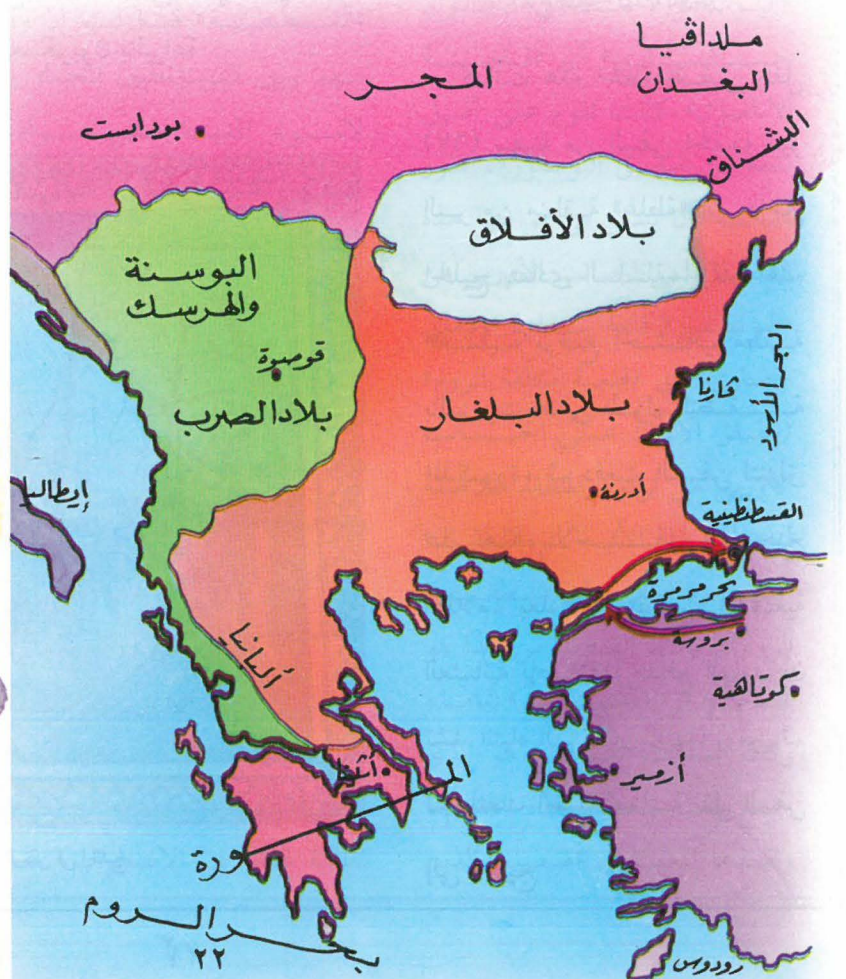 ملداڤيا
البغدان
المجر
البشناق
بودابست
بلاد الأفلاق
البوسنة
والهرسك
قوصوة
بلاد الصرب
بلاد البلغار
ڤارنا
البحر الأسود
إيطاليا
أدرنة
القسطنطينية
بحر مرمرة
بروسة
كوتاهية
ألبانيا
أزمير
أثينا
المورة
بحر الروم
٢٢
رودوس